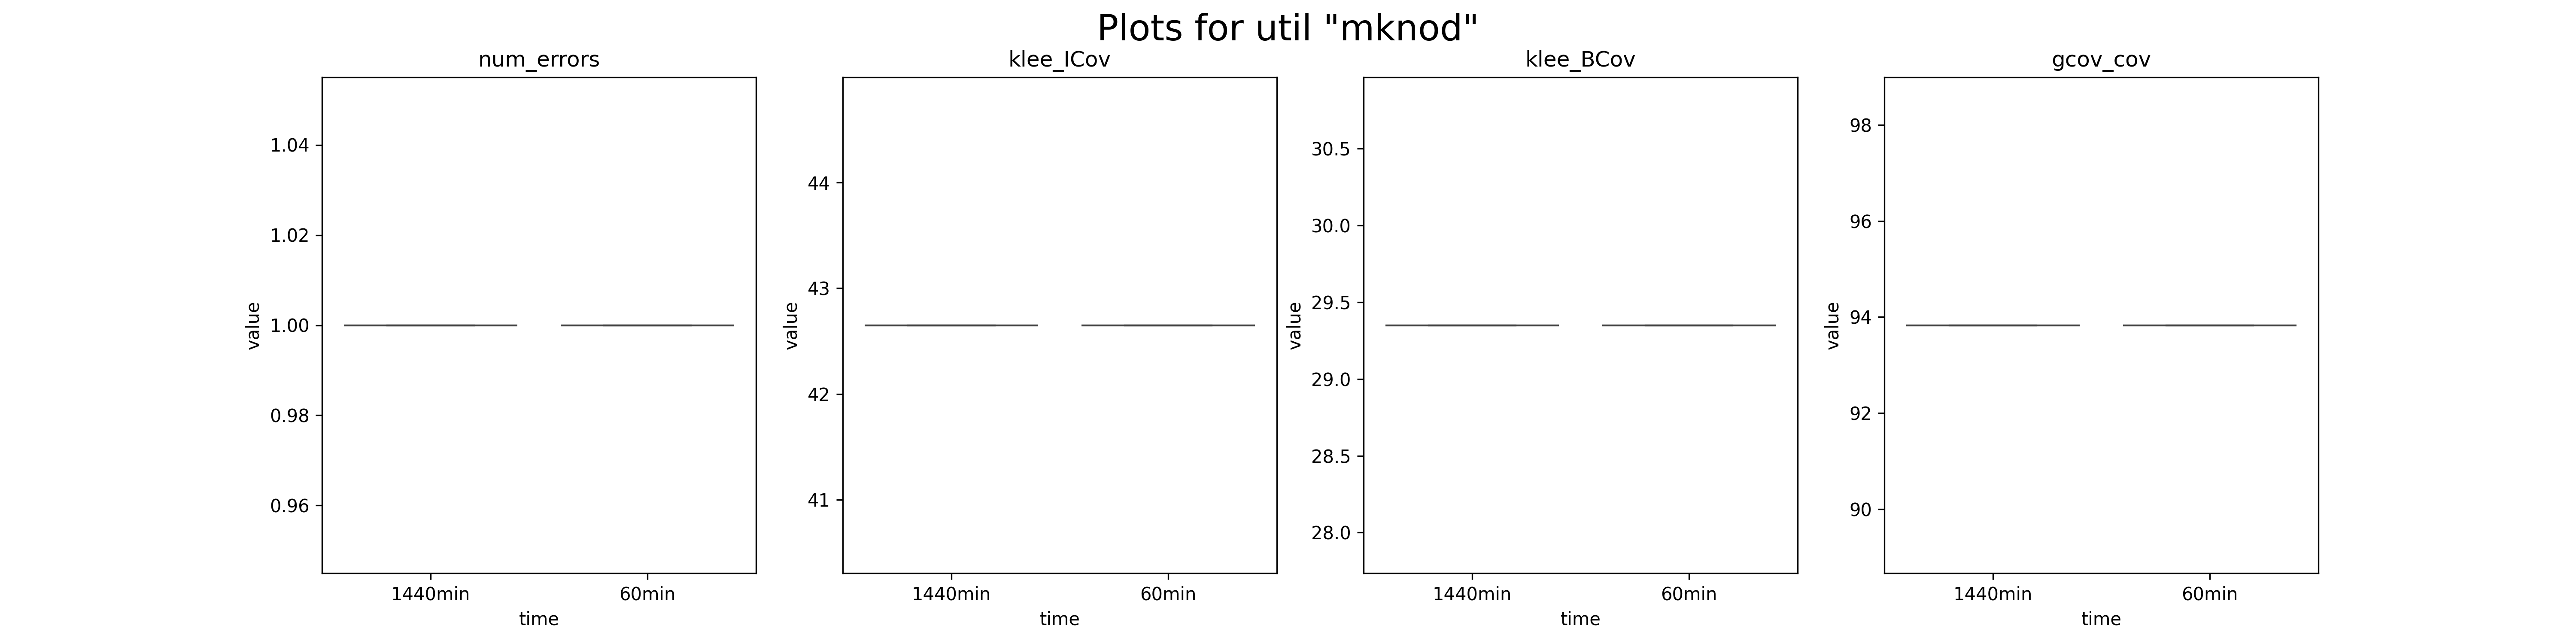 Plots for util "mknod"
num_errors
1.04
1.02
1.00
0.98
0.96
value
1440min
60min
time
klee_ICov
44
43
42
41
value
1440min
60min
time
klee_BCov
30.5
30.0
29.5
29.0
28.5
28.0
value
1440min
60min
time
gcov_cov
98
96
94
92
90
value
1440min
60min
time